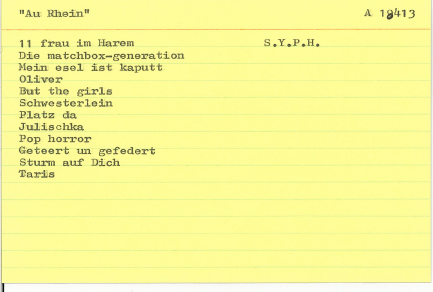 "Au Rhein" A 18413
11 frau im Harem S.Y.P.H.
Die matchbox-generation
Mein esel ist kaputt
Oliver
But the girls
Schwesterlein
Platz da
Julischka
Pop horror
Geteert un gefedert
Sturm auf Dich
Taris